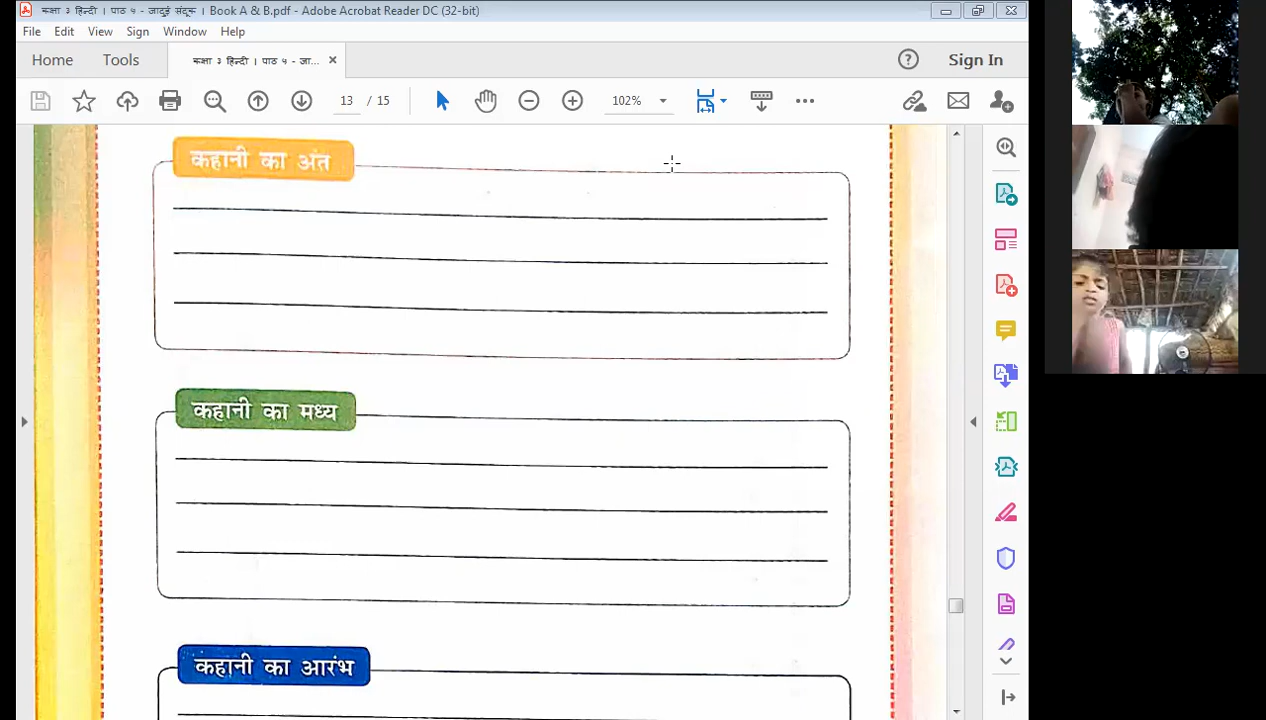 कक्षा ३ हिन्दी । पाठ ५ - जादुई संदूक । Book A & B.pdf - Adobe Acrobat Reader DC (32-bit)
File Edit View Sign Window Help
Home Tools कक्षा ३ हिन्दी । पाठ ५ - जा... × Sign In
13 / 15 102%
कहानी का अंत
कहानी का मध्य
कहानी का आरंभ